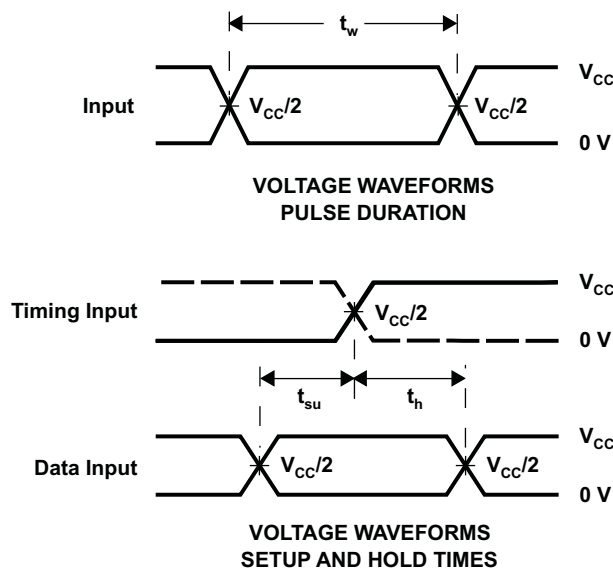 t_w
V_CC
Input
V_CC/2
V_CC/2
0 V
VOLTAGE WAVEFORMS
PULSE DURATION
V_CC
Timing Input
V_CC/2
0 V
t_su
t_h
V_CC
Data Input
V_CC/2
V_CC/2
0 V
VOLTAGE WAVEFORMS
SETUP AND HOLD TIMES